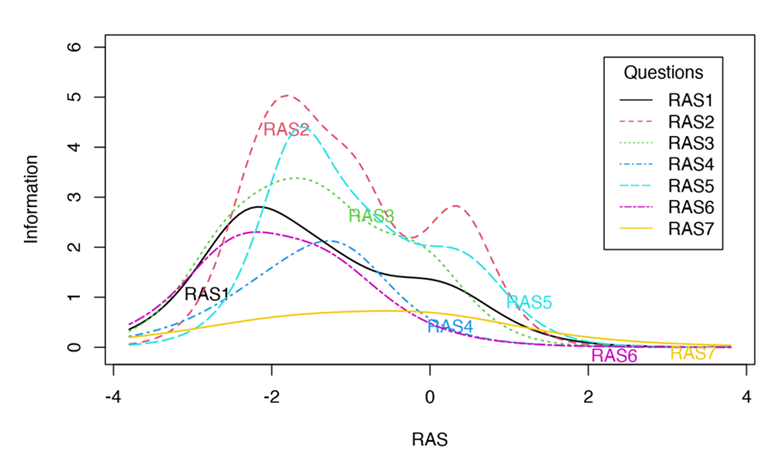 6
5
4
3
2
1
0
Information
Questions
RAS1
RAS2
RAS3
RAS4
RAS5
RAS6
RAS7
RAS2
RAS3
RAS1
RAS5
RAS4
RAS6
RAS7
-4
-2
0
2
4
RAS